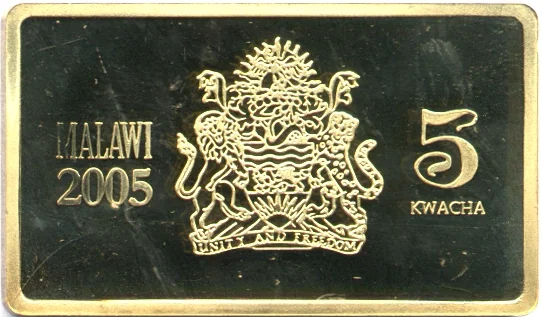 MALAWI
2005
UNITY AND FREEDOM
5
KWACHA